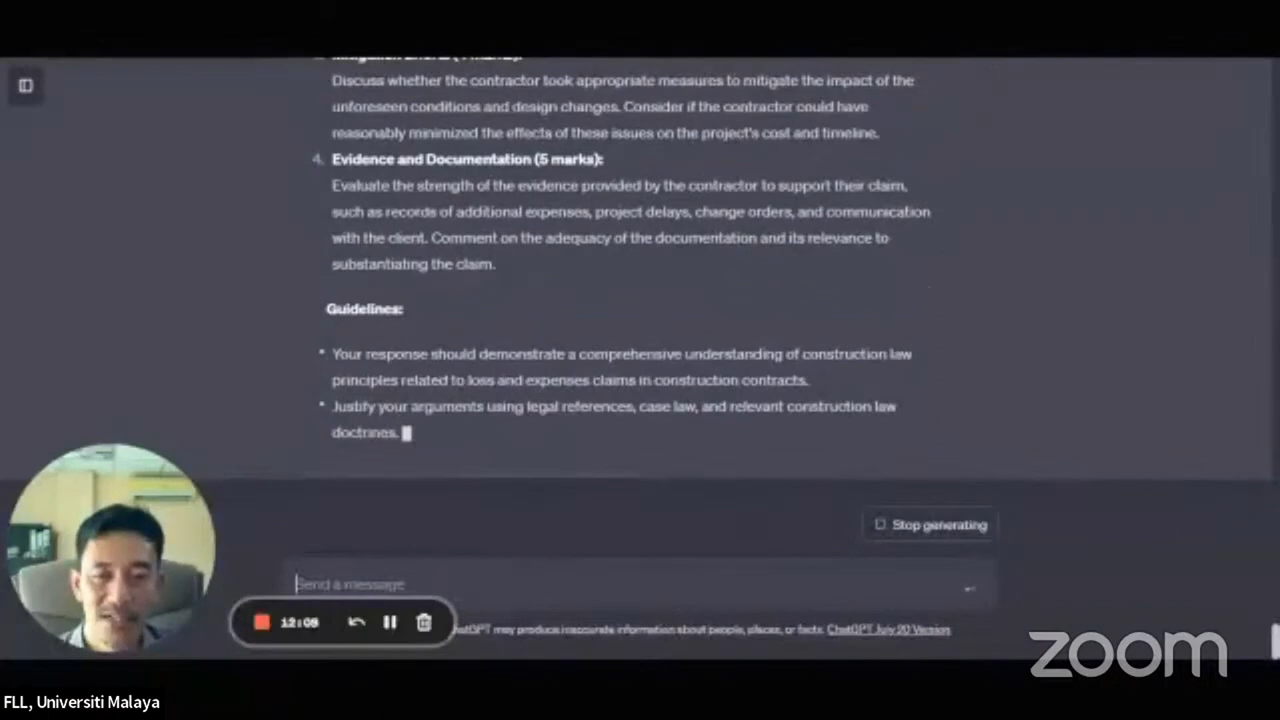 Discuss whether the contractor took appropriate measures to mitigate the impact of the
unforeseen conditions and design changes. Consider if the contractor could have
reasonably minimized the effects of these issues on the project's cost and timeline.
4. Evidence and Documentation (5 marks):
Evaluate the strength of the evidence provided by the contractor to support their claim,
such as records of additional expenses, project delays, change orders, and communication
with the client. Comment on the adequacy of the documentation and its relevance to
substantiating the claim.
Guidelines:
• Your response should demonstrate a comprehensive understanding of construction law
principles related to loss and expenses claims in construction contracts.
• Justify your arguments using legal references, case law, and relevant construction law
doctrines.
Stop generating
Send a message
12:08
ChatGPT may produce inaccurate information about people, places, or facts. ChatGPT July 20 Version
zoom
FLL, Universiti Malaya